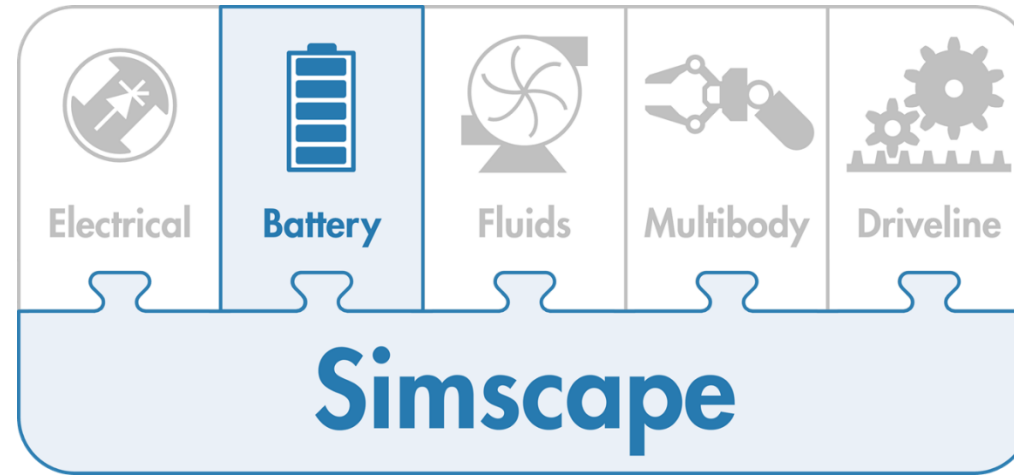 Electrical
Battery
Fluids
Multibody
Driveline
Simscape